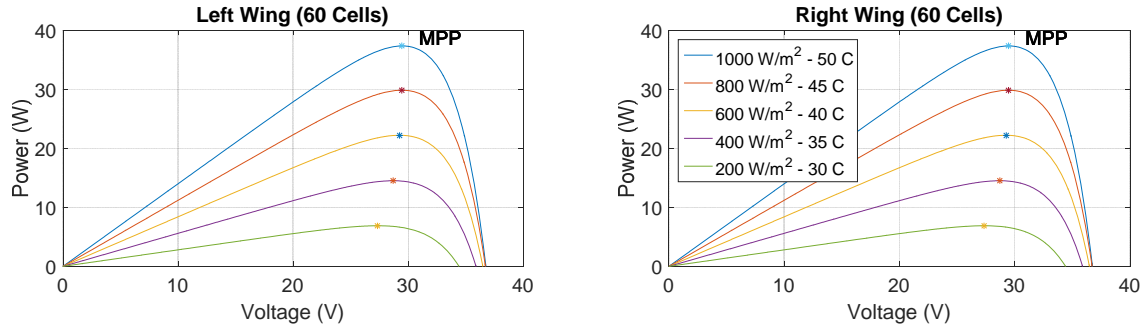 Left Wing (60 Cells)
40
30
20
10
0
Power (W)
MPP
0 10 20 30 40
Voltage (V)
Right Wing (60 Cells)
40
30
20
10
0
Power (W)
MPP
1000 W/m² - 50 C
800 W/m² - 45 C
600 W/m² - 40 C
400 W/m² - 35 C
200 W/m² - 30 C
0 10 20 30 40
Voltage (V)